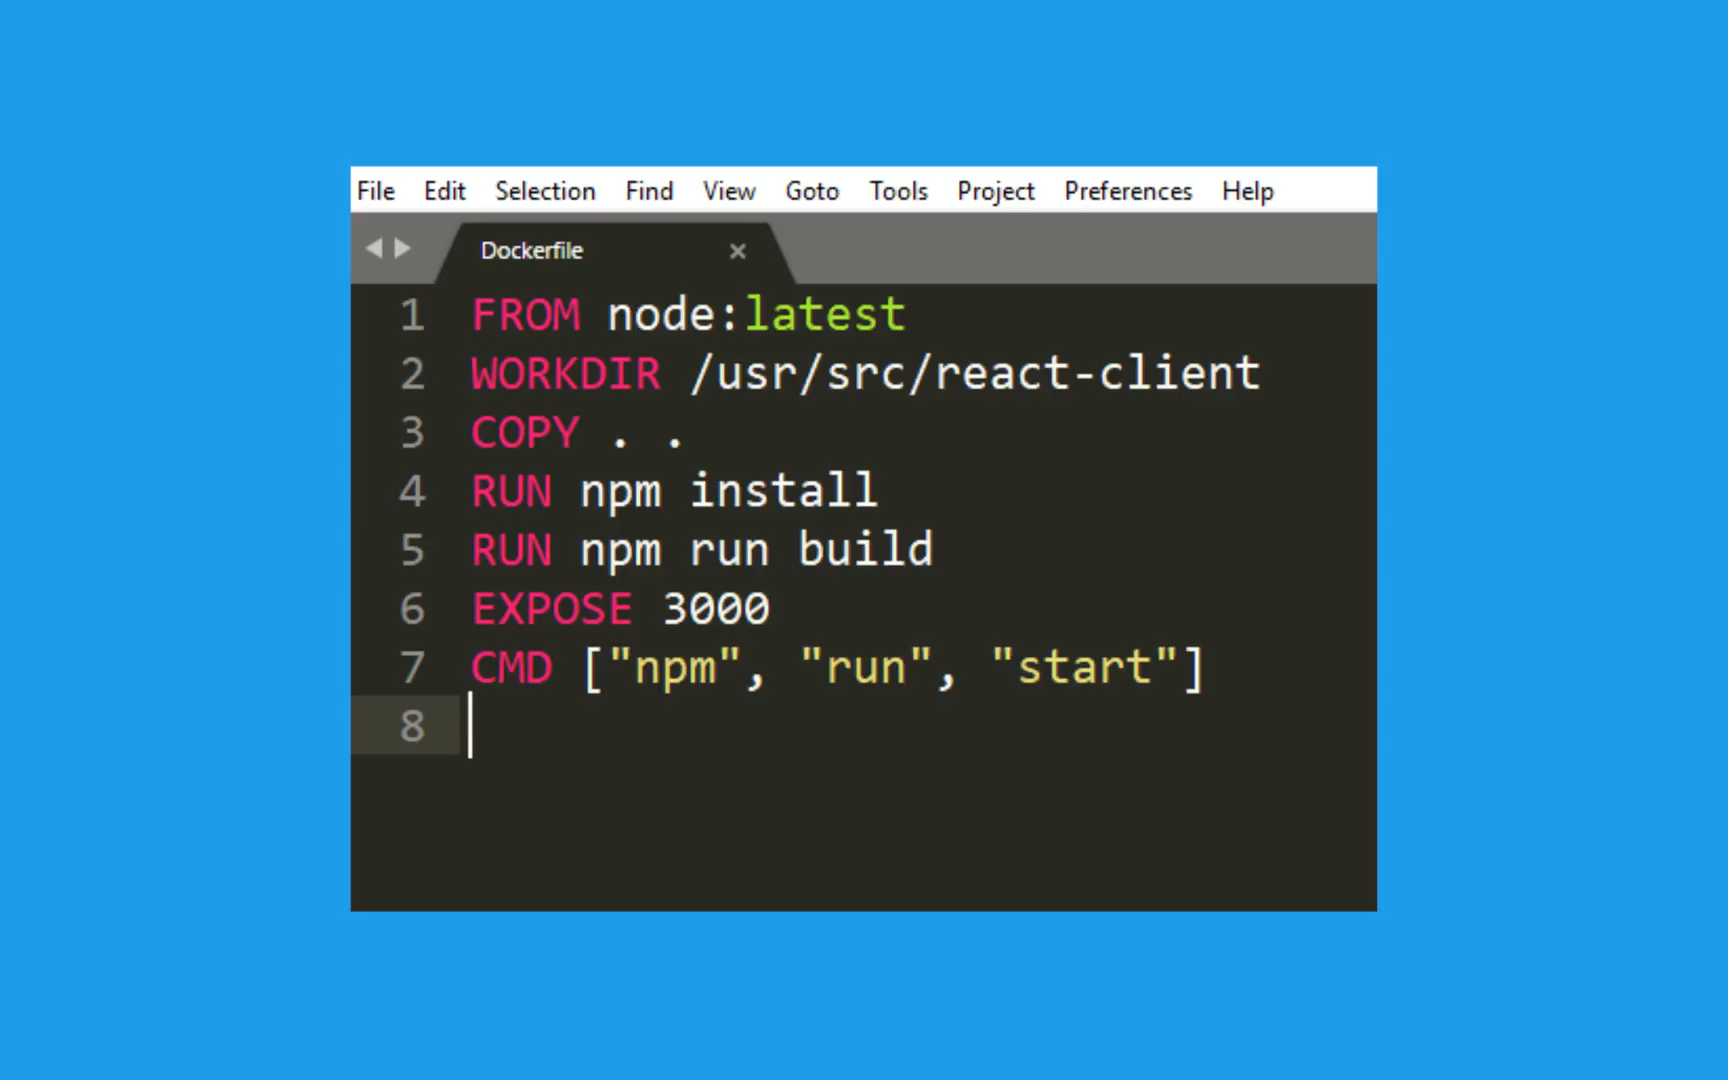 File Edit Selection Find View Goto Tools Project Preferences Help
Dockerfile
1 FROM node:latest
2 WORKDIR /usr/src/react-client
3 COPY . .
4 RUN npm install
5 RUN npm run build
6 EXPOSE 3000
7 CMD ["npm", "run", "start"]
8